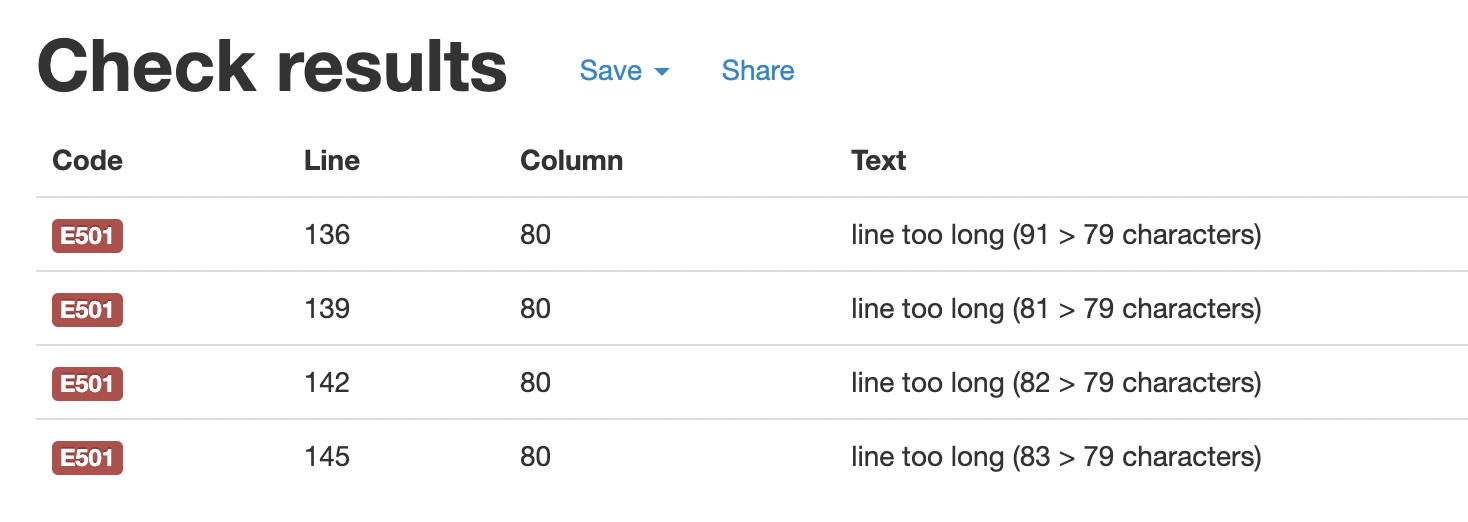 Check results Save Share
Code Line Column Text
E501 136 80 line too long (91 > 79 characters)
E501 139 80 line too long (81 > 79 characters)
E501 142 80 line too long (82 > 79 characters)
E501 145 80 line too long (83 > 79 characters)